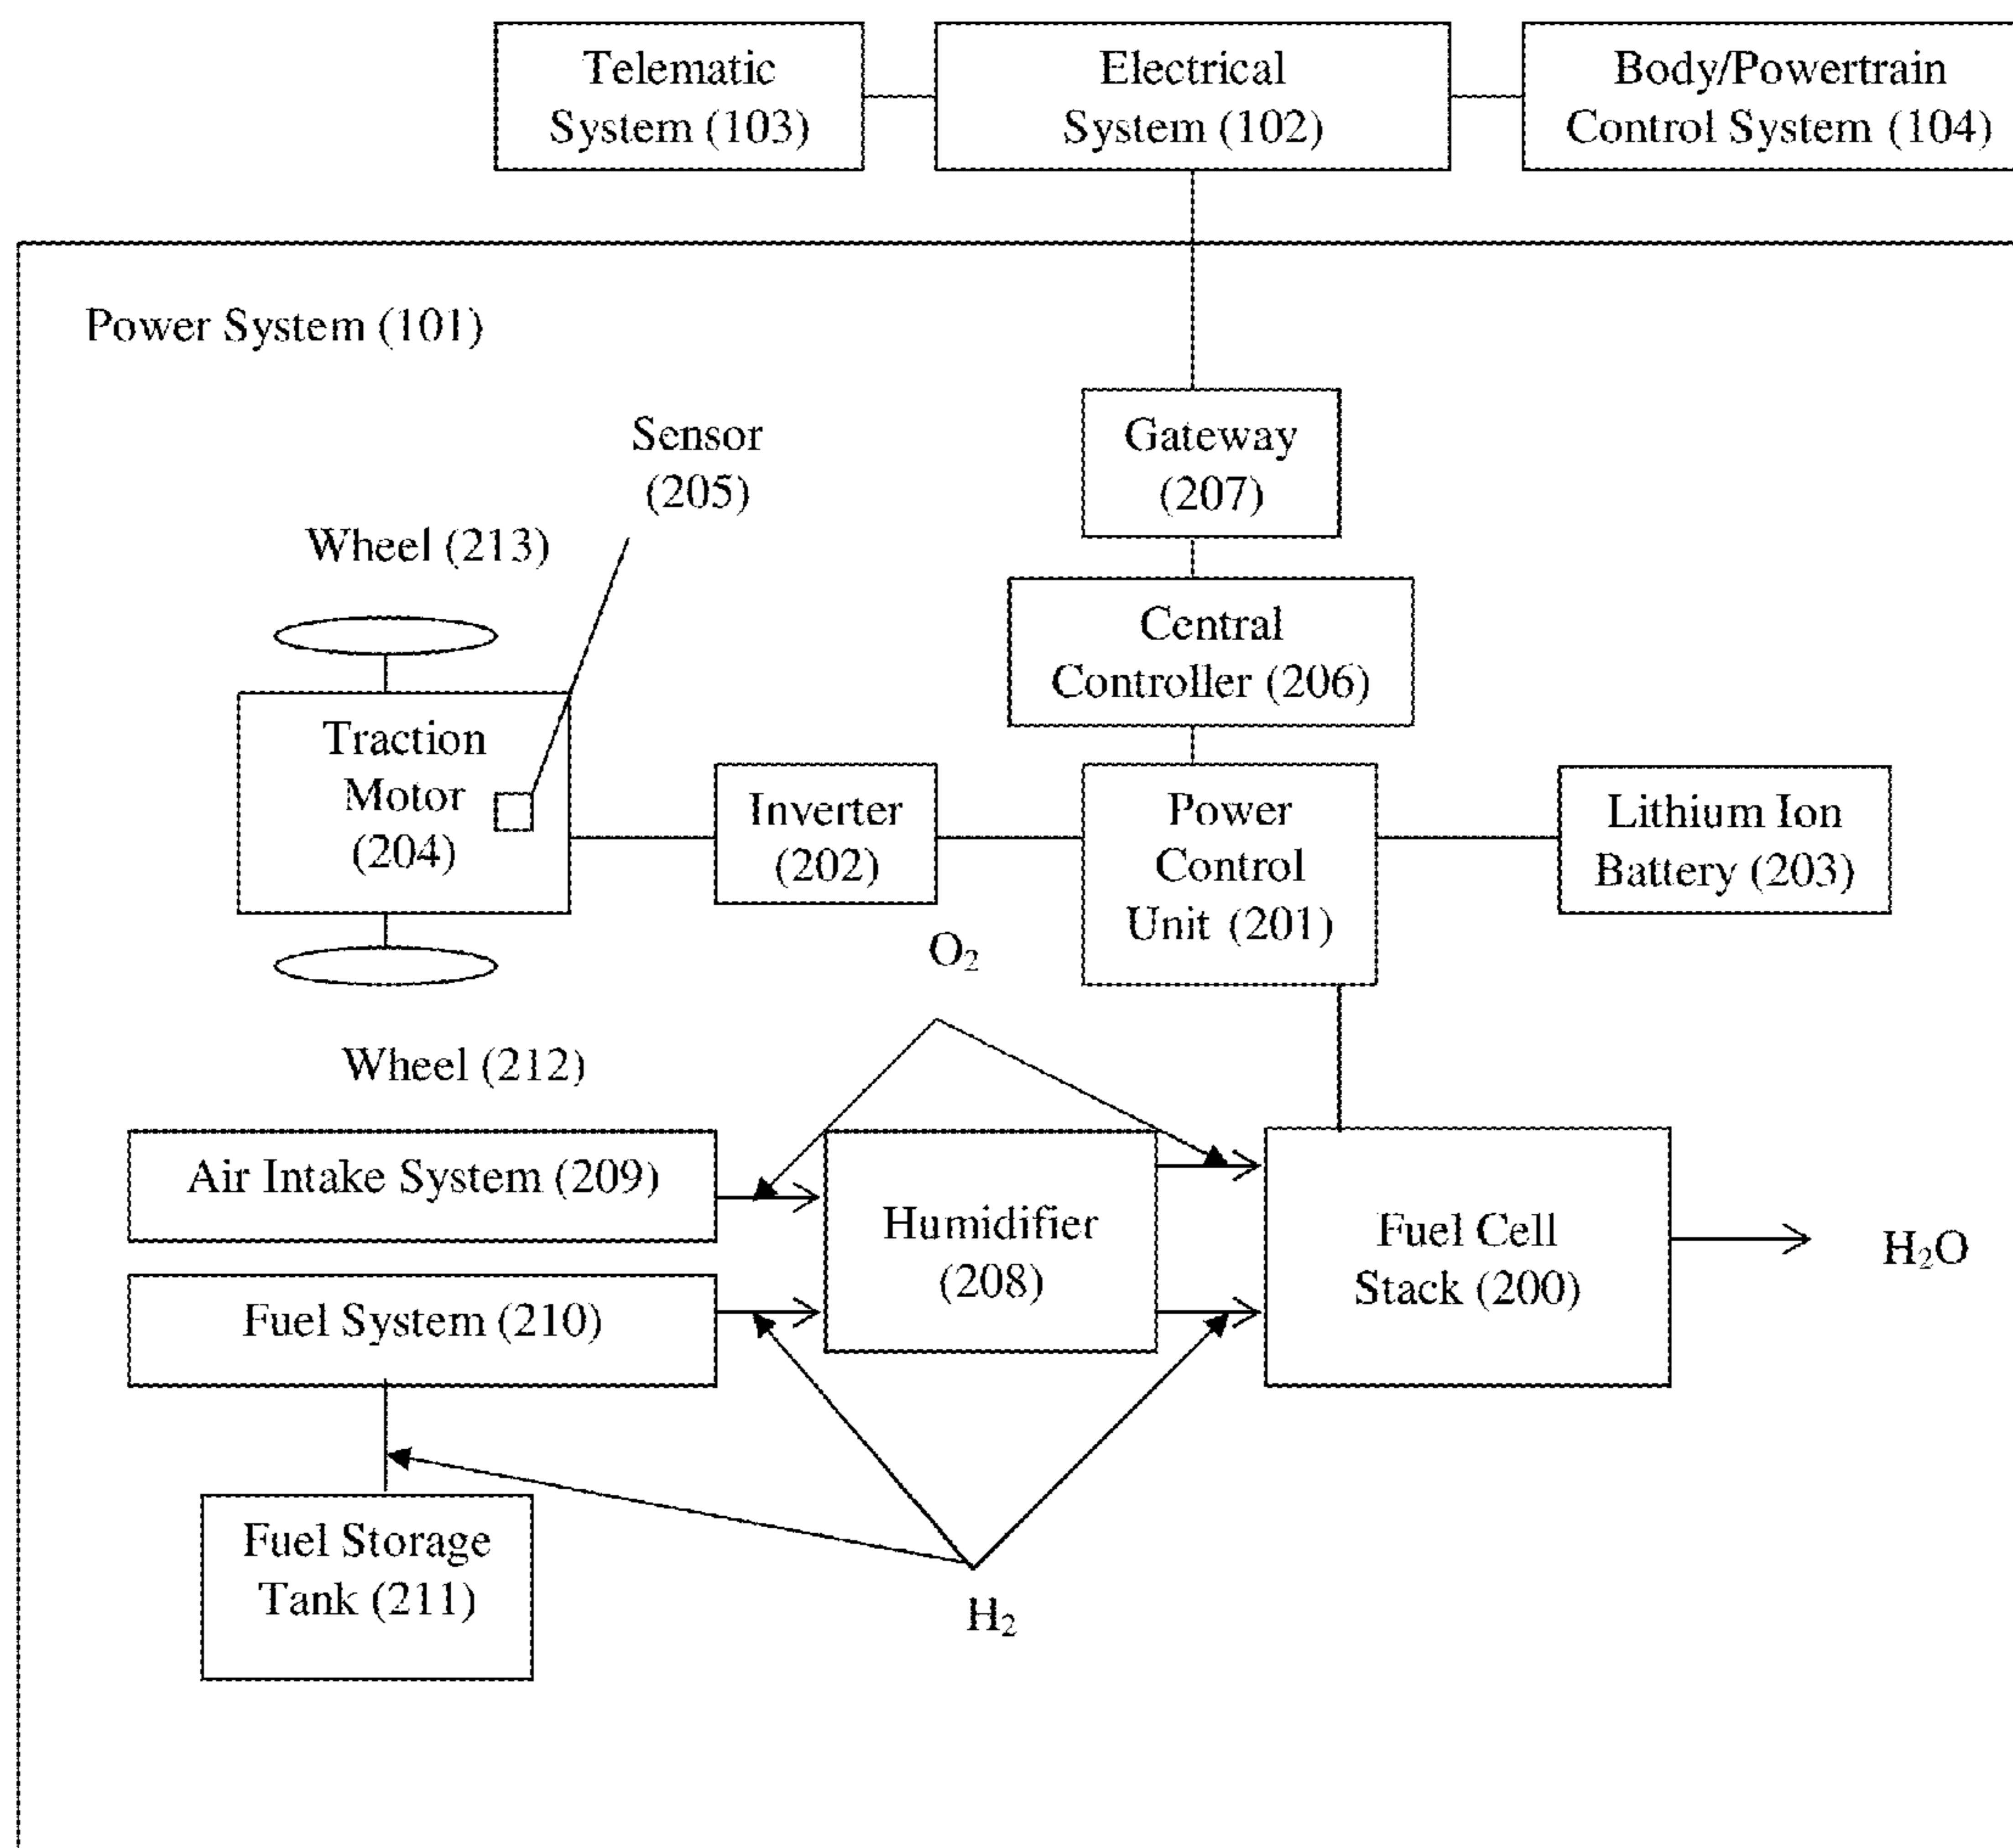 Telematic
System (103)
Electrical
System (102)
Body/Powertrain
Control System (104)
Power System (101)
Sensor
(205)
Gateway
(207)
Wheel (213)
Central
Controller (206)
Traction
Motor
(204)
Inverter
(202)
Power
Control
Unit (201)
Lithium Ion
Battery (203)
O₂
Wheel (212)
Air Intake System (209)
Humidifier
(208)
Fuel Cell
Stack (200)
H₂O
Fuel System (210)
Fuel Storage
Tank (211)
H₂